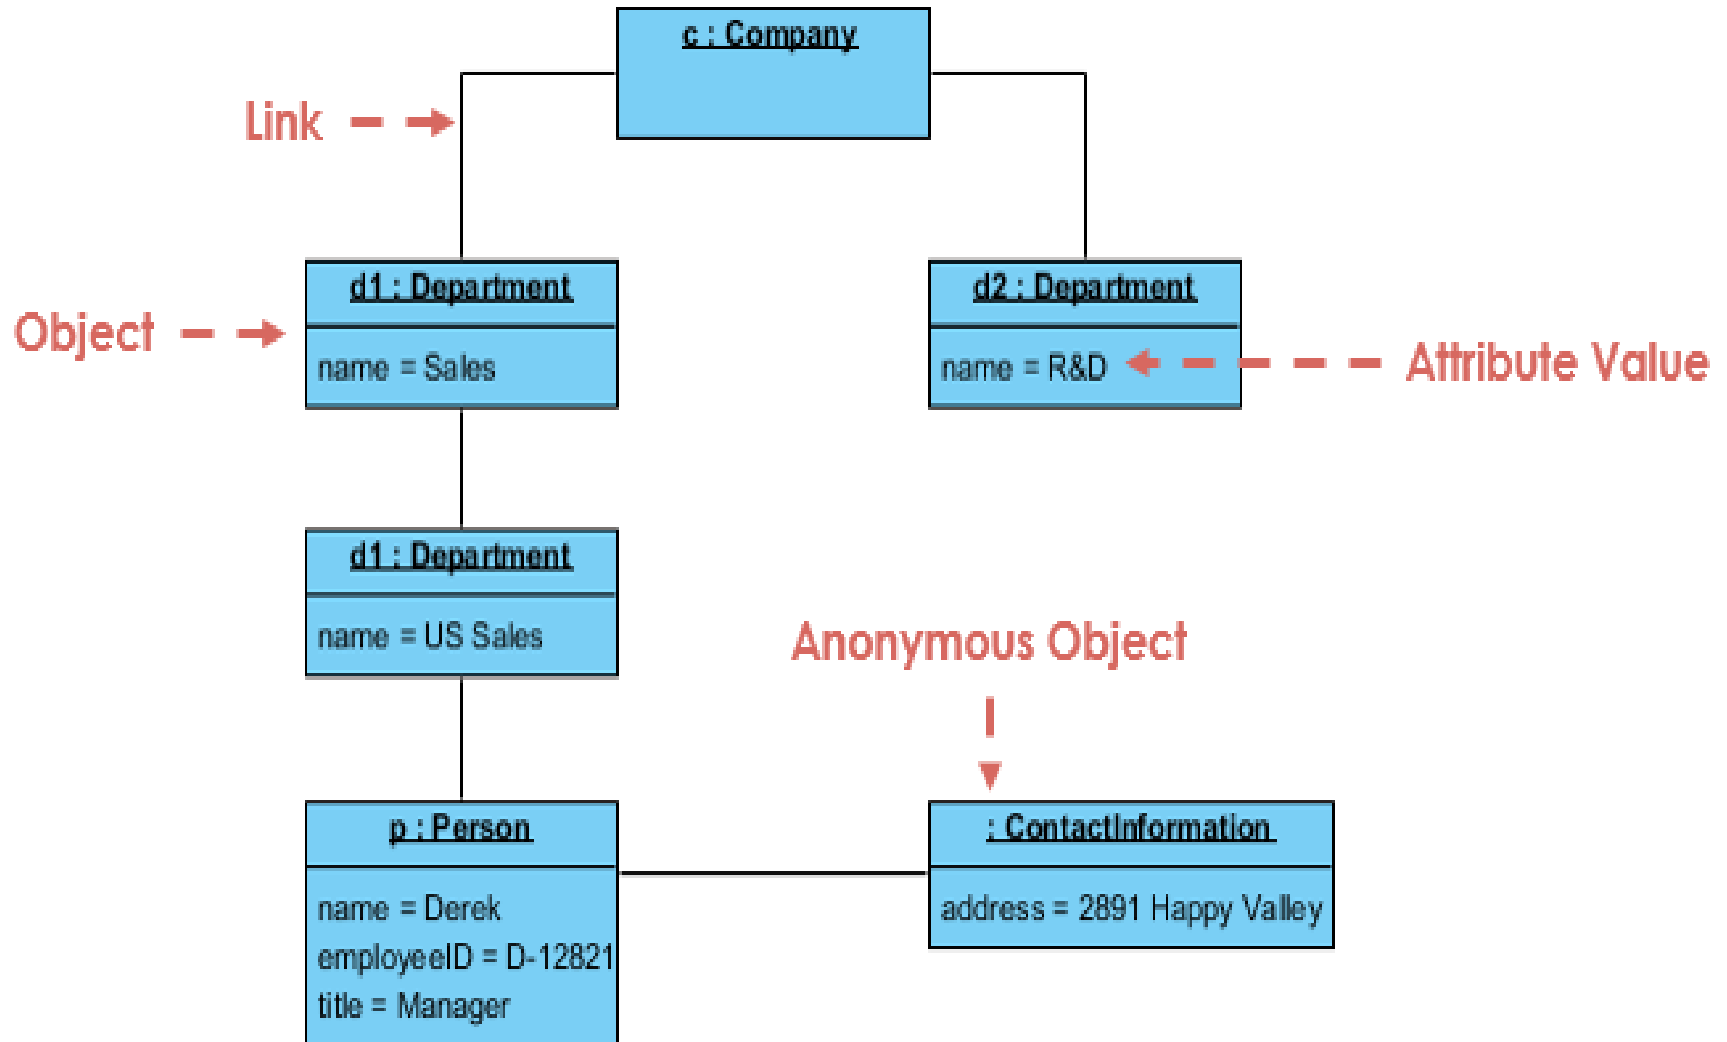 c : Company
Link
d1 : Department
d2 : Department
Object
name = Sales
name = R&D
Attribute Value
d1 : Department
name = US Sales
Anonymous Object
p : Person
: ContactInformation
name = Derek
address = 2891 Happy Valley
employeeID = D-12821
title = Manager